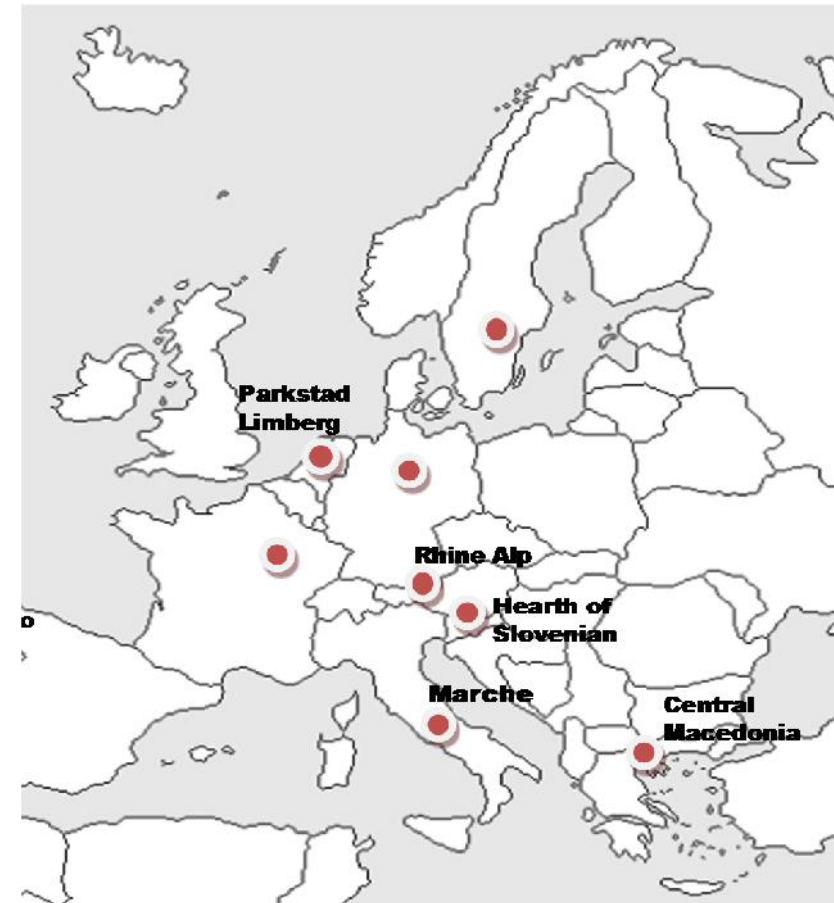 Parkstad
Limberg
Rhine Alp
o
Hearth of
Slovenian
Marche
Central
Macedonia